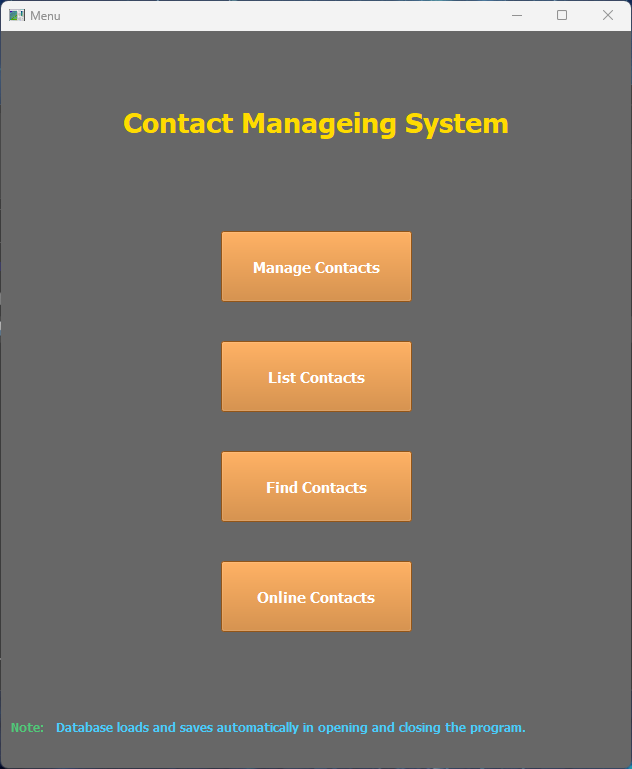 Menu
Contact Manageing System
Manage Contacts
List Contacts
Find Contacts
Online Contacts
Note: Database loads and saves automatically in opening and closing the program.